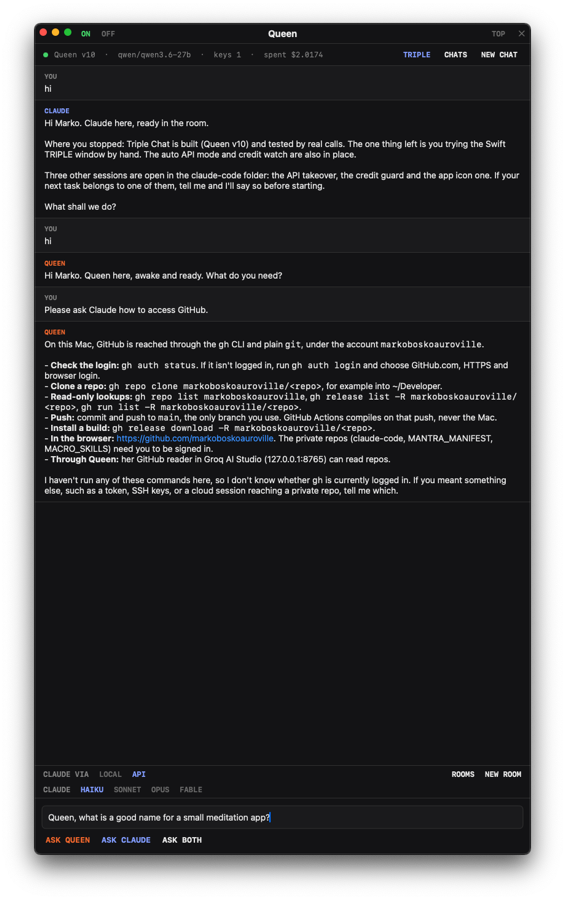 ON OFF Queen TOP ×
Queen v10 · qwen/qwen3.6-27b · keys 1 · spent $2.0174 TRIPLE CHATS NEW CHAT
YOU
hi
CLAUDE
Hi Marko. Claude here, ready in the room.
Where you stopped: Triple Chat is built (Queen v10) and tested by real calls. The one thing left is you trying the Swift
TRIPLE window by hand. The auto API mode and credit watch are also in place.
Three other sessions are open in the claude-code folder: the API takeover, the credit guard and the app icon one. If your
next task belongs to one of them, tell me and I'll say so before starting.
What shall we do?
YOU
hi
QUEEN
Hi Marko. Queen here, awake and ready. What do you need?
YOU
Please ask Claude how to access GitHub.
QUEEN
On this Mac, GitHub is reached through the gh CLI and plain git, under the account markoboskoauroville.
- Check the login: gh auth status. If it isn't logged in, run gh auth login and choose GitHub.com, HTTPS and
browser login.
- Clone a repo: gh repo clone markoboskoauroville/<repo>, for example into ~/Developer.
- Read-only lookups: gh repo list markoboskoauroville, gh release list -R markoboskoauroville/
<repo>, gh run list -R markoboskoauroville/<repo>.
- Push: commit and push to main, the only branch you use. GitHub Actions compiles on that push, never the Mac.
- Install a build: gh release download -R markoboskoauroville/<repo>.
- In the browser: https://github.com/markoboskoauroville. The private repos (claude-code, MANTRA_MANIFEST,
MACRO_SKILLS) need you to be signed in.
- Through Queen: her GitHub reader in Groq AI Studio (127.0.0.1:8765) can read repos.
I haven't run any of these commands here, so I don't know whether gh is currently logged in. If you meant something
else, such as a token, SSH keys, or a cloud session reaching a private repo, tell me which.
CLAUDE VIA LOCAL API ROOMS NEW ROOM
CLAUDE HAIKU SONNET OPUS FABLE
Queen, what is a good name for a small meditation app?
ASK QUEEN ASK CLAUDE ASK BOTH